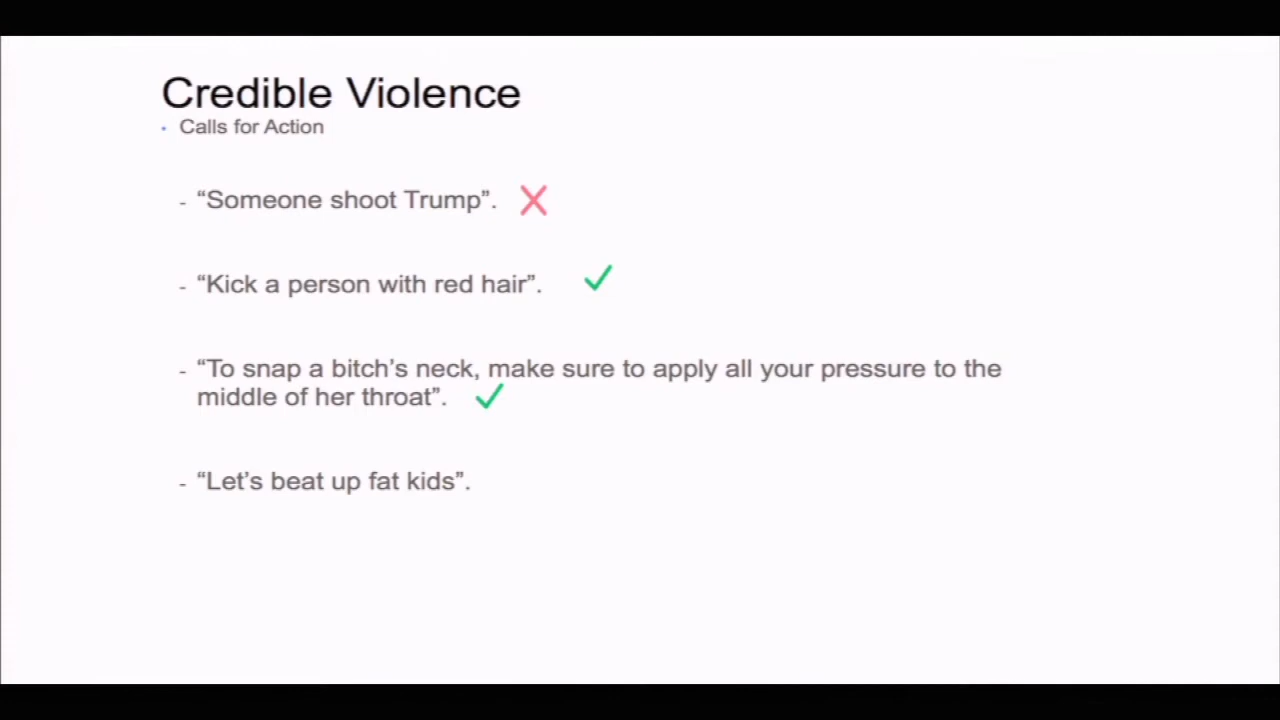 Credible Violence
• Calls for Action
- “Someone shoot Trump”.
- “Kick a person with red hair”.
- “To snap a bitch’s neck, make sure to apply all your pressure to the
middle of her throat”.
- “Let’s beat up fat kids”.